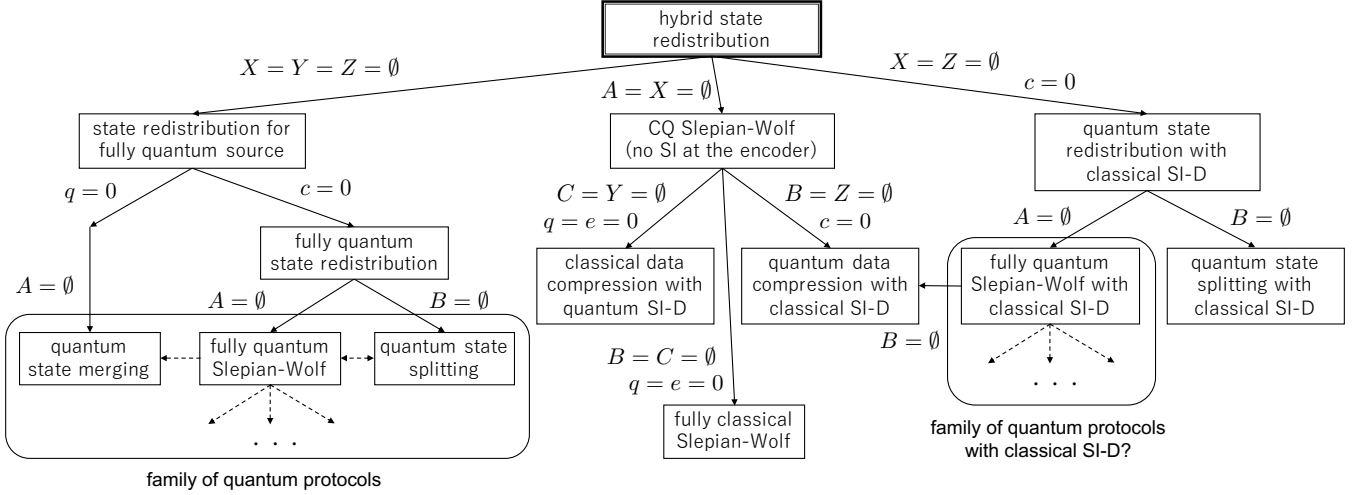 hybrid state
redistribution
X = Y = Z = ∅
A = X = ∅
X = Z = ∅
c = 0
state redistribution for
fully quantum source
CQ Slepian-Wolf
(no SI at the encoder)
quantum state
redistribution with
classical SI-D
q = 0
c = 0
C = Y = ∅
q = e = 0
B = Z = ∅
c = 0
A = ∅
B = ∅
fully quantum
state redistribution
classical data
compression with
quantum SI-D
quantum data
compression with
classical SI-D
fully quantum
Slepian-Wolf with
classical SI-D
quantum state
splitting with
classical SI-D
A = ∅
A = ∅
B = ∅
B = ∅
quantum
state merging
fully quantum
Slepian-Wolf
quantum state
splitting
B = C = ∅
q = e = 0
. . .
. . .
fully classical
Slepian-Wolf
family of quantum protocols
with classical SI-D?
family of quantum protocols